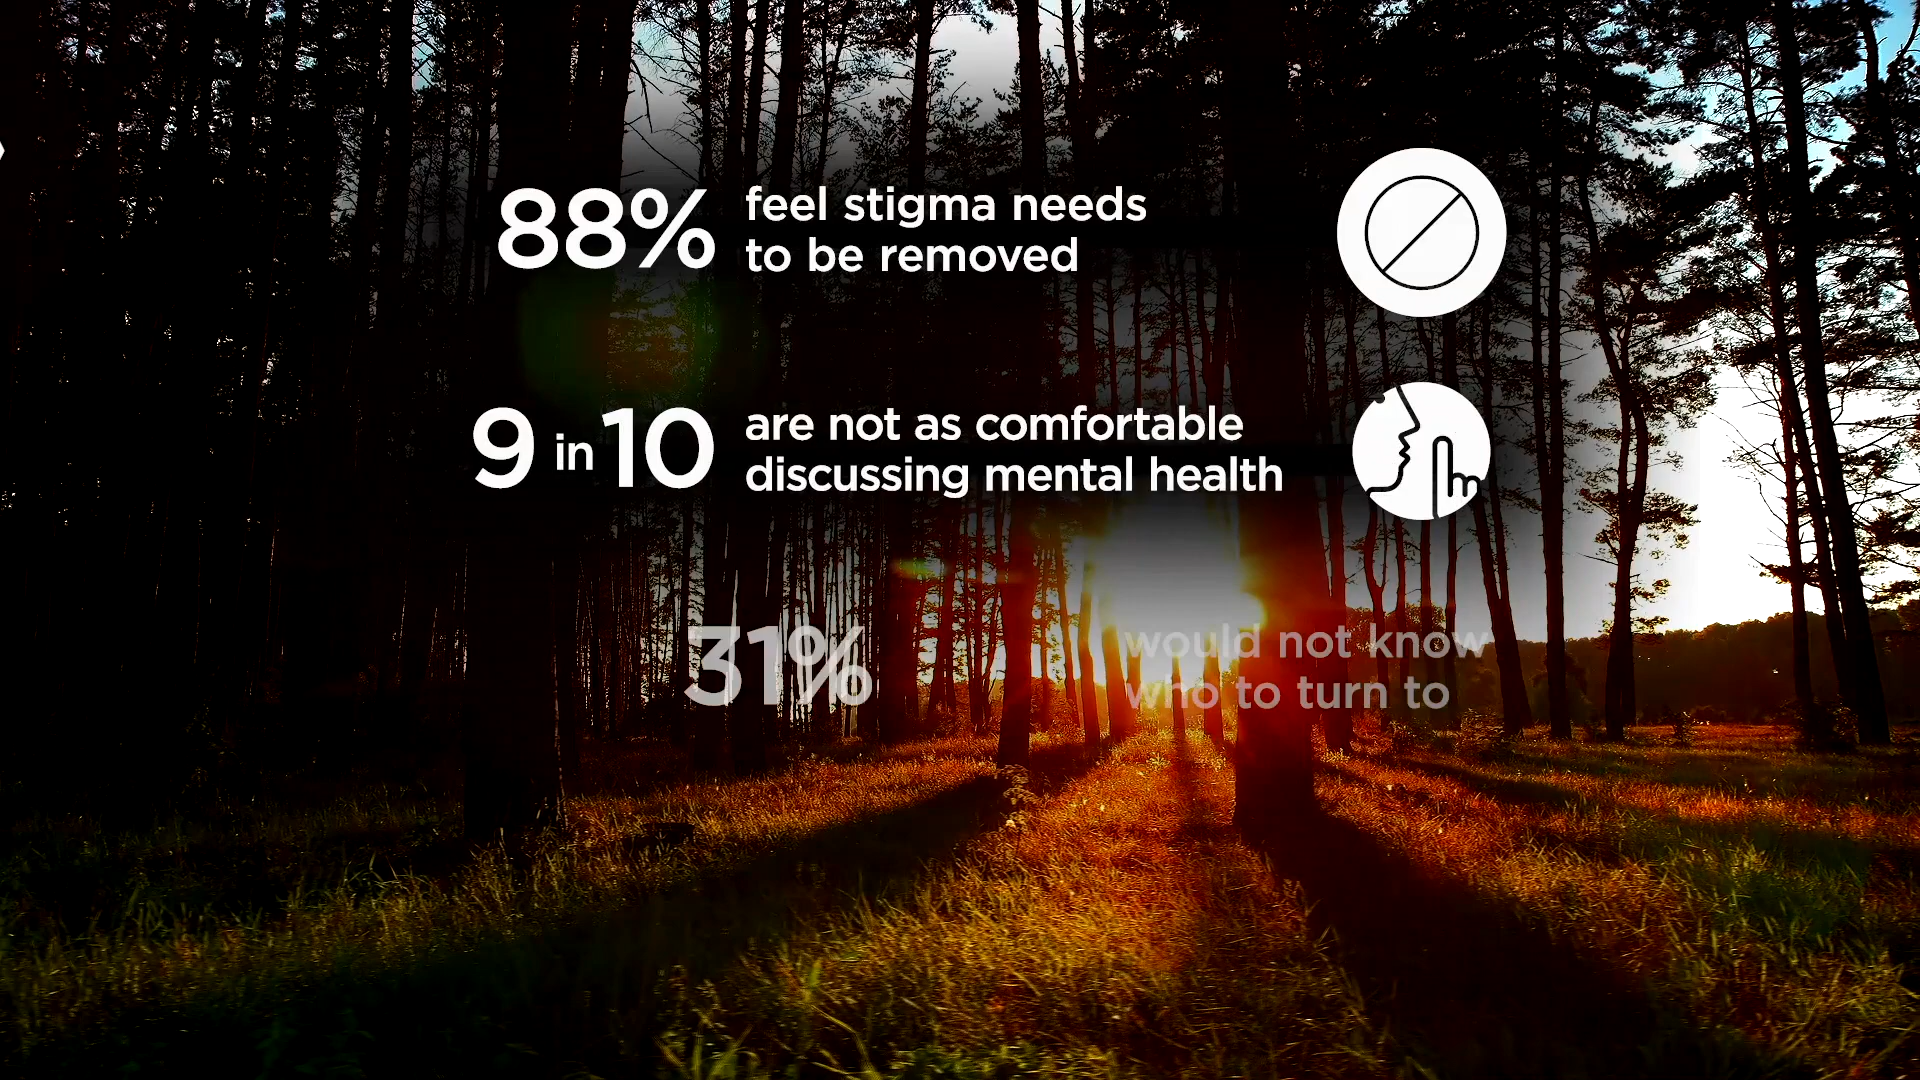 88% feel stigma needs
to be removed
9 in 10 are not as comfortable
discussing mental health
31% would not know
who to turn to